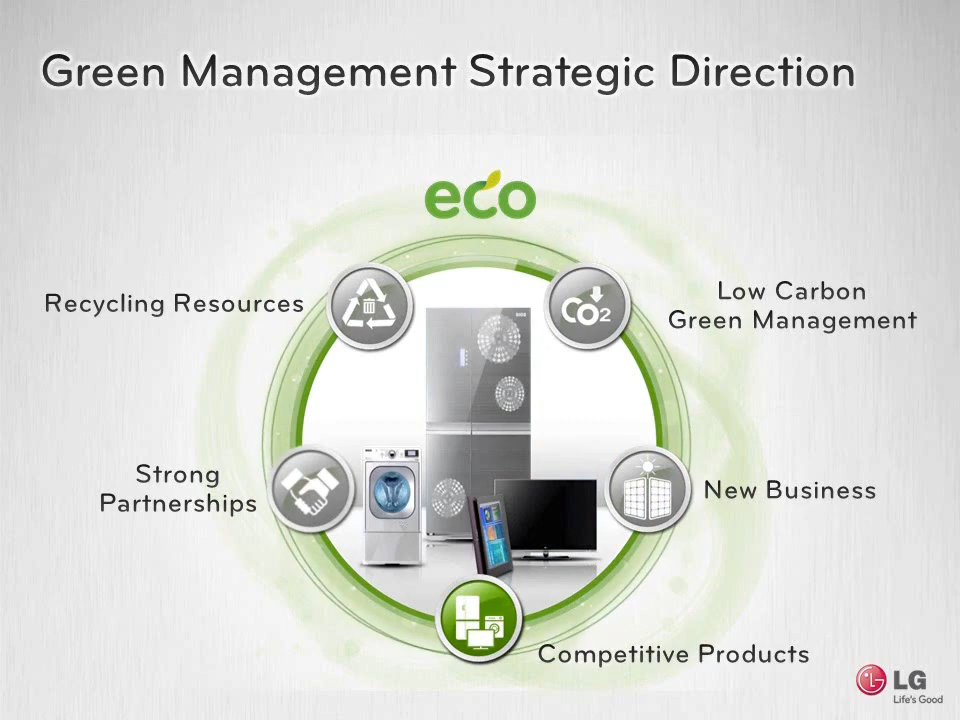 Green Management Strategic Direction
eco
Recycling Resources
CO2
Low Carbon
Green Management
Strong
Partnerships
New Business
Competitive Products
LG
Life's Good